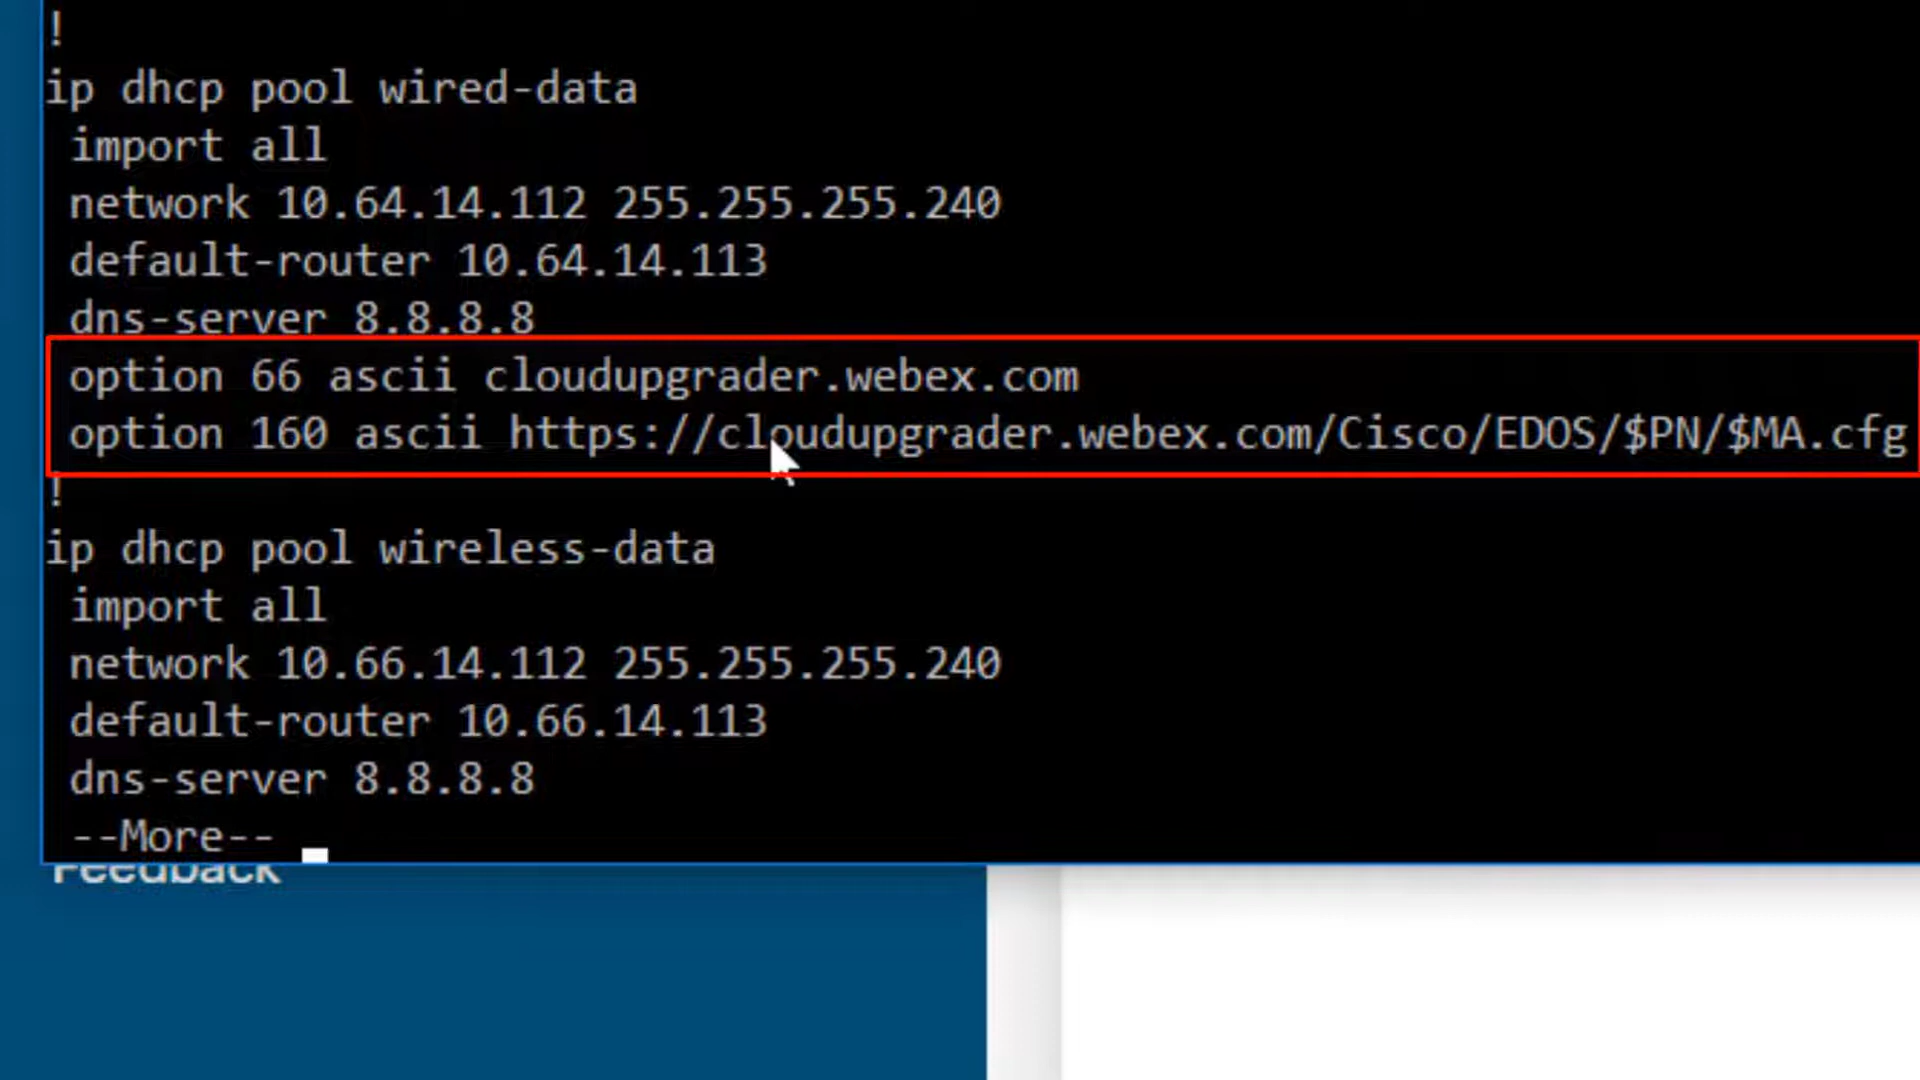 !
ip dhcp pool wired-data
import all
network 10.64.14.112 255.255.255.240
default-router 10.64.14.113
dns-server 8.8.8.8
option 66 ascii cloudupgrader.webex.com
option 160 ascii https://cloudupgrader.webex.com/Cisco/EDOS/$PN/$MA.cfg
!
ip dhcp pool wireless-data
import all
network 10.66.14.112 255.255.255.240
default-router 10.66.14.113
dns-server 8.8.8.8
--More--
Feedback